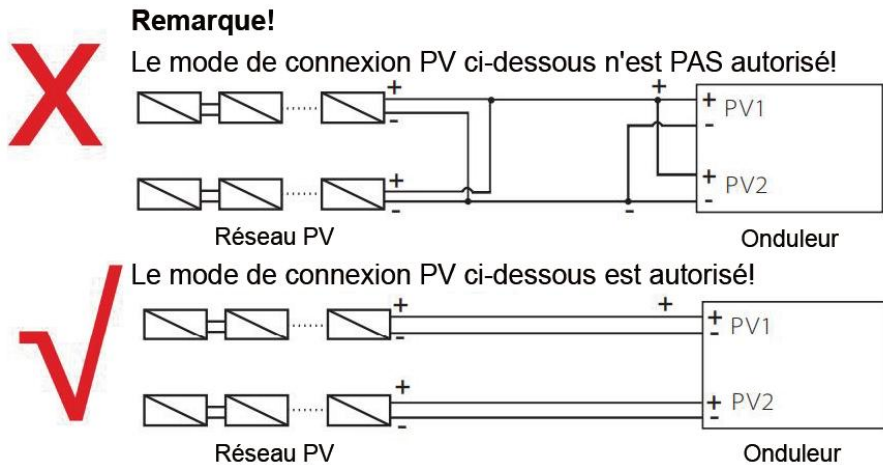 Remarque!
Le mode de connexion PV ci-dessous n'est PAS autorisé!
X
+
-
+
+ PV1
-
+
-
-
+ PV2
-
Réseau PV
Onduleur
Le mode de connexion PV ci-dessous est autorisé!
√
+
-
+
+ PV1
-
+
-
+ PV2
-
Réseau PV
Onduleur